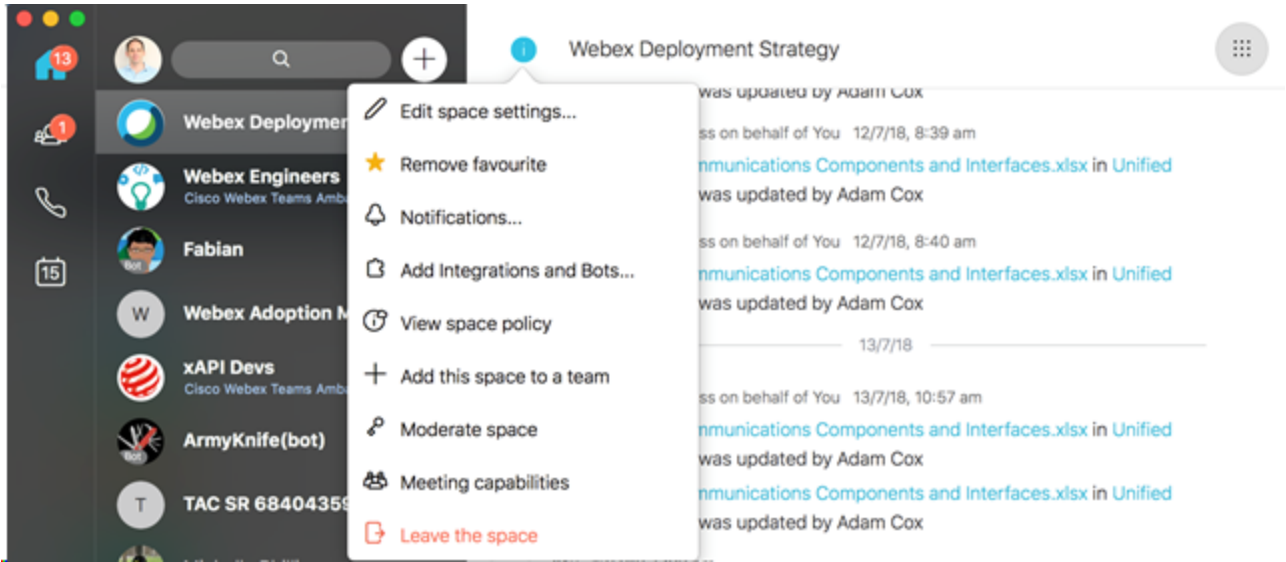 13
Webex Deployment Strategy
1
15
Webex Deploymen
Webex Engineers
Cisco Webex Teams Amb
Fabian
Bot
W
Webex Adoption M
xAPI Devs
Cisco Webex Teams Amb
ArmyKnife(bot)
Bot
T
TAC SR 68404359
Edit space settings...
Remove favourite
Notifications...
Add Integrations and Bots...
View space policy
Add this space to a team
Moderate space
Meeting capabilities
Leave the space
was updated by Adam Cox
ss on behalf of You 12/7/18, 8:39 am
mmunications Components and Interfaces.xlsx in Unified
was updated by Adam Cox
ss on behalf of You 12/7/18, 8:40 am
mmunications Components and Interfaces.xlsx in Unified
was updated by Adam Cox
13/7/18
ss on behalf of You 13/7/18, 10:57 am
mmunications Components and Interfaces.xlsx in Unified
was updated by Adam Cox
mmunications Components and Interfaces.xlsx in Unified
was updated by Adam Cox